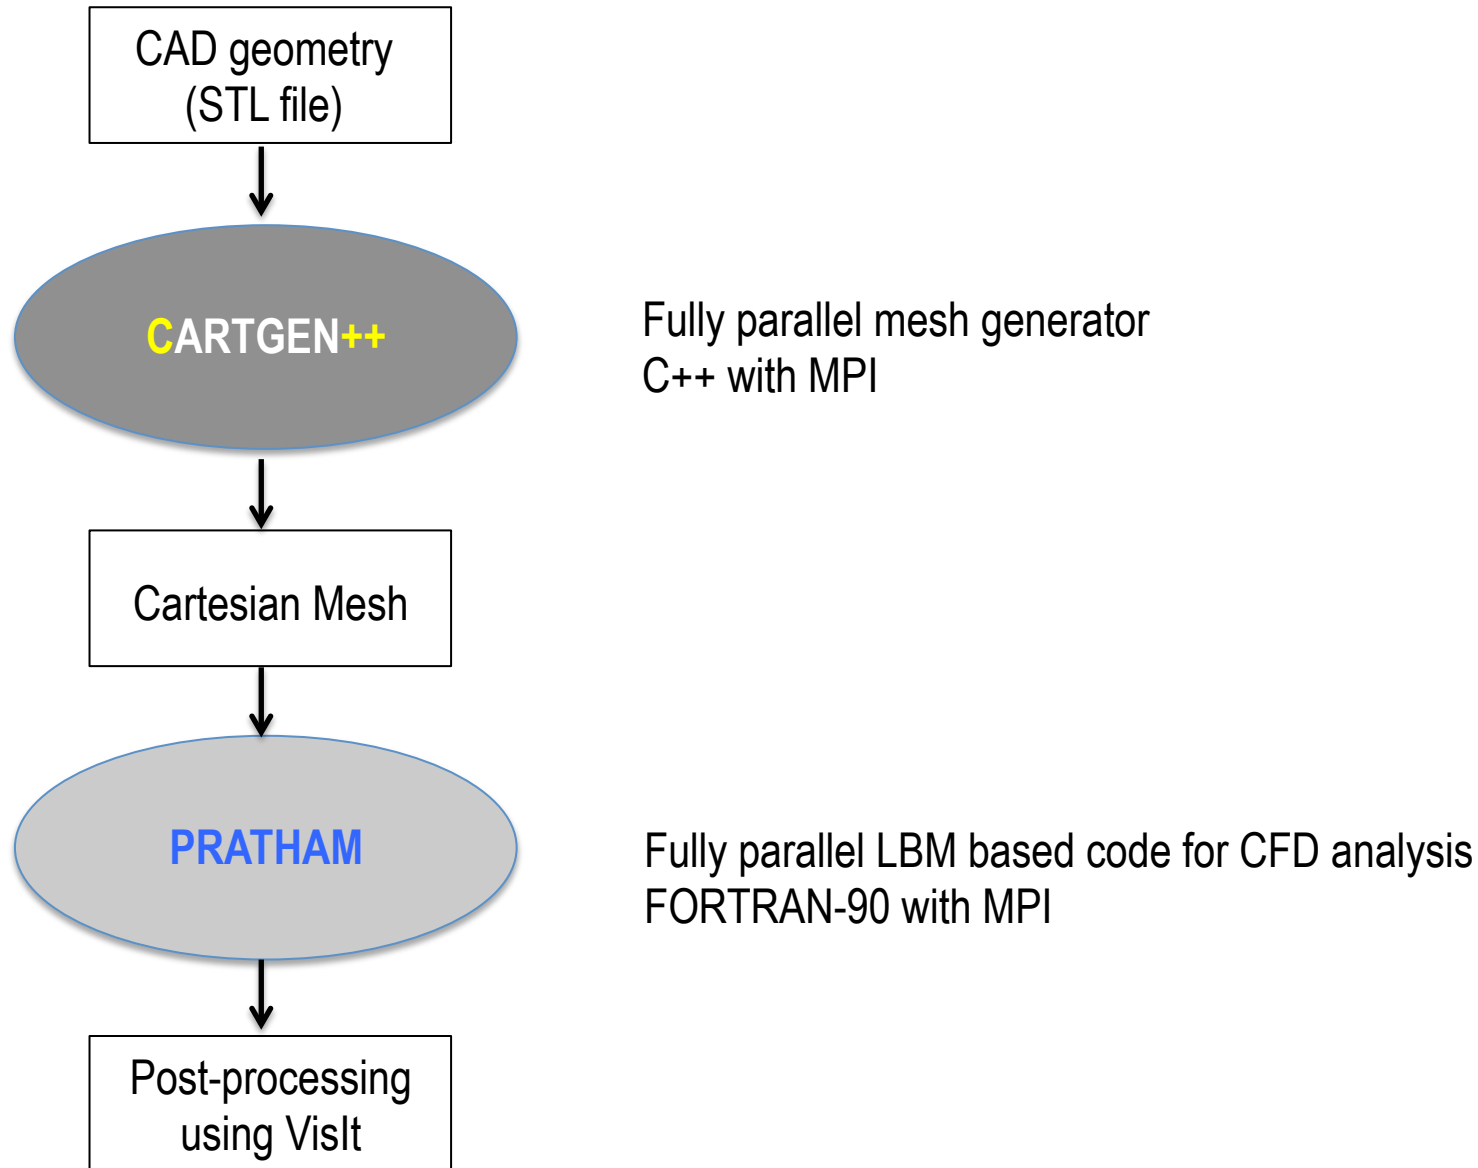 CAD geometry
(STL file)
CARTGEN++
Fully parallel mesh generator
C++ with MPI
Cartesian Mesh
PRATHAM
Fully parallel LBM based code for CFD analysis
FORTRAN-90 with MPI
Post-processing
using VisIt